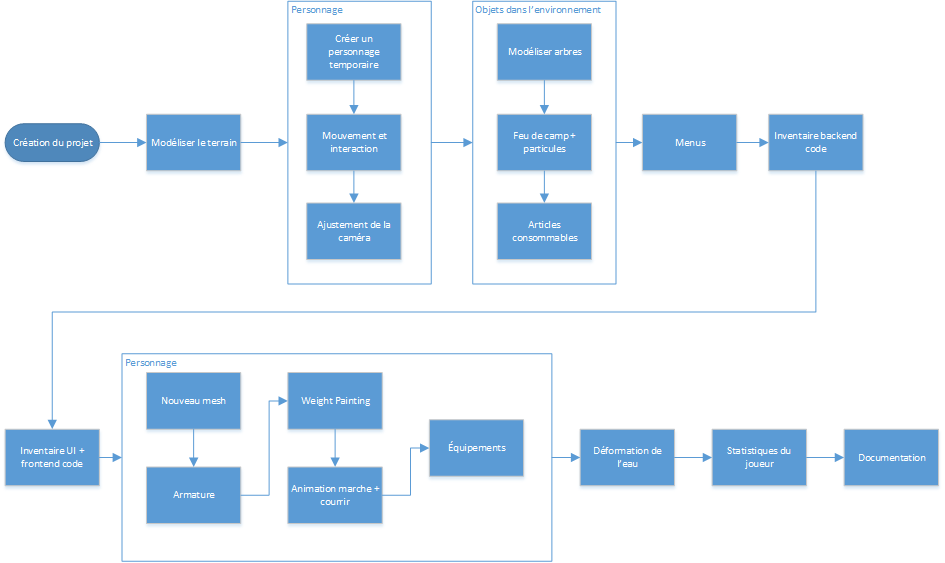 Création du projet
Modéliser le terrain
Personnage
Créer un
personnage
temporaire
Mouvement et
interaction
Ajustement de la
caméra
Objets dans l'environnement
Modéliser arbres
Feu de camp +
particules
Articles
consommables
Menus
Inventaire backend
code
Inventaire UI +
frontend code
Personnage
Nouveau mesh
Armature
Weight Painting
Animation marche +
courrir
Équipements
Déformation de
l'eau
Statistiques du
joueur
Documentation